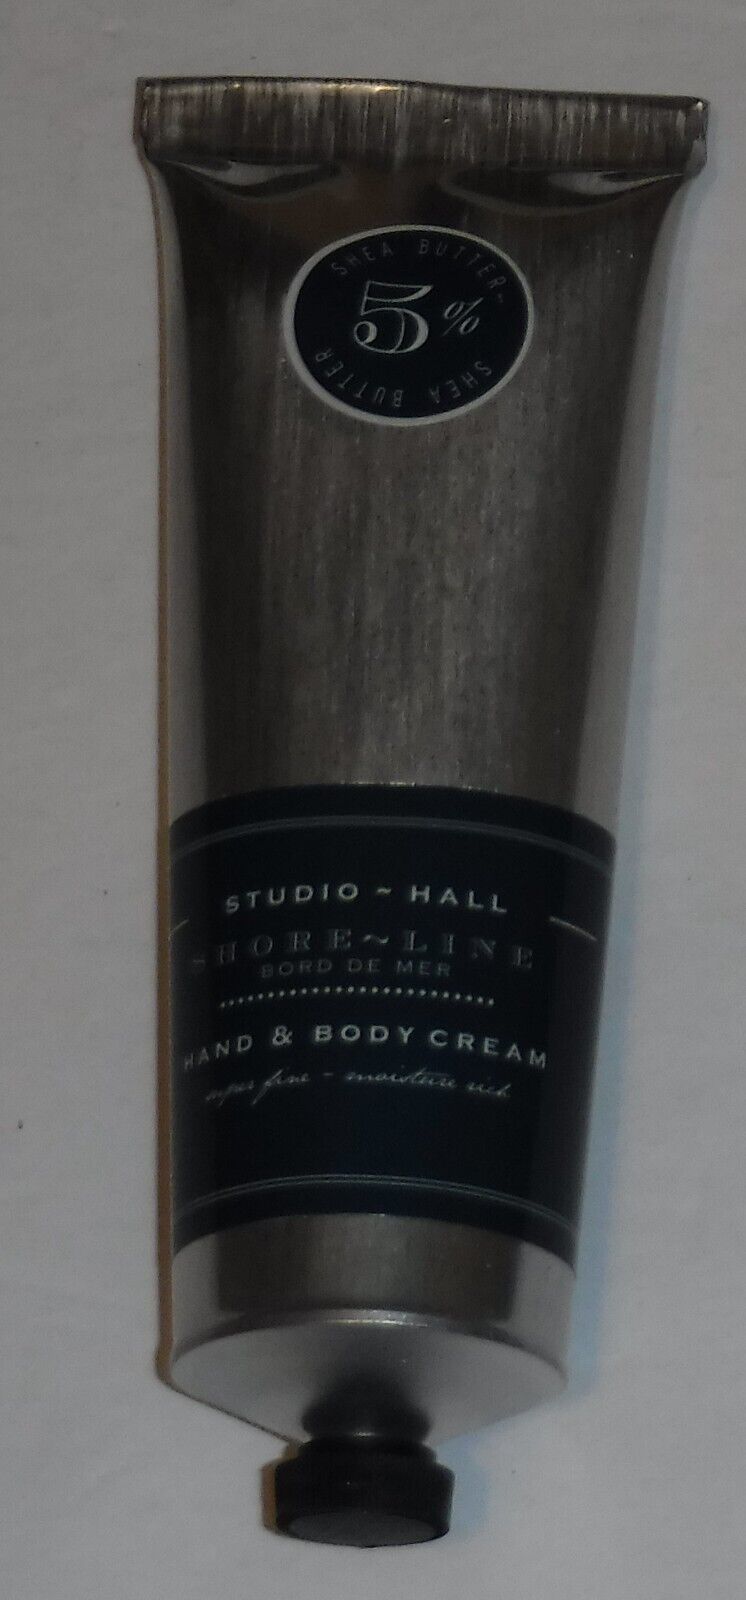 SHEA BUTTER~
5%
SHEA BUTTER
STUDIO ~ HALL
SHORE~LINE
BORD DE MER
HAND & BODY CREAM
super fine ~ moisture rich